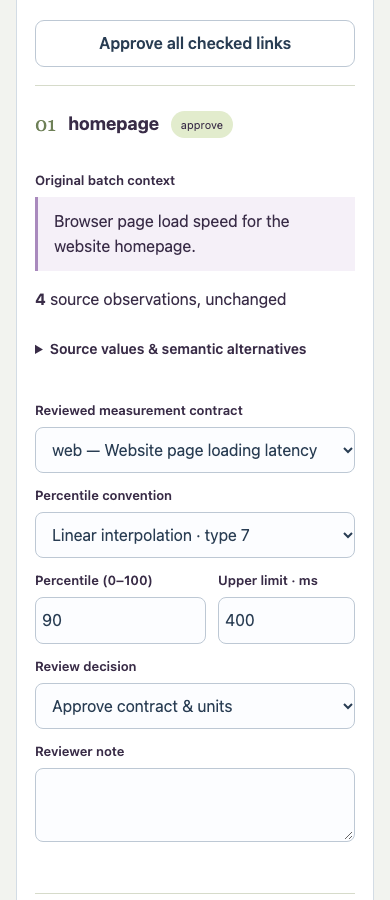 Approve all checked links
01 homepage approve
Original batch context
Browser page load speed for the
website homepage.
4 source observations, unchanged
Source values & semantic alternatives
Reviewed measurement contract
web — Website page loading latency
Percentile convention
Linear interpolation · type 7
Percentile (0–100) Upper limit · ms
90 400
Review decision
Approve contract & units
Reviewer note